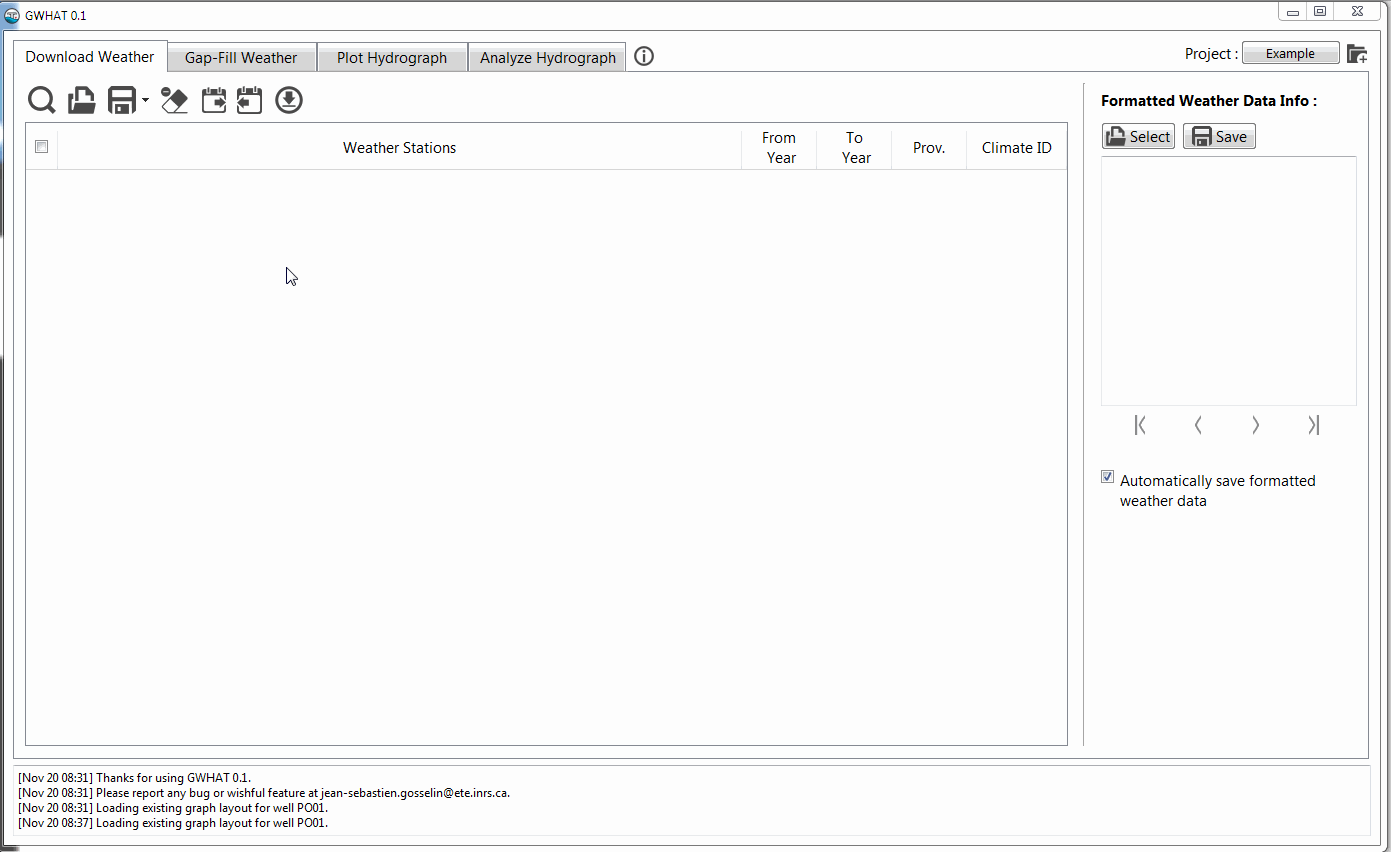 GWHAT 0.1
Download Weather
Gap-Fill Weather
Plot Hydrograph
Analyze Hydrograph
Project :
Example
Weather Stations
From
Year
To
Year
Prov.
Climate ID
Formatted Weather Data Info :
Select
Save
Automatically save formatted
weather data
[Nov 20 08:31] Thanks for using GWHAT 0.1.
[Nov 20 08:31] Please report any bug or wishful feature at jean-sebastien.gosselin@ete.inrs.ca.
[Nov 20 08:31] Loading existing graph layout for well PO01.
[Nov 20 08:37] Loading existing graph layout for well PO01.